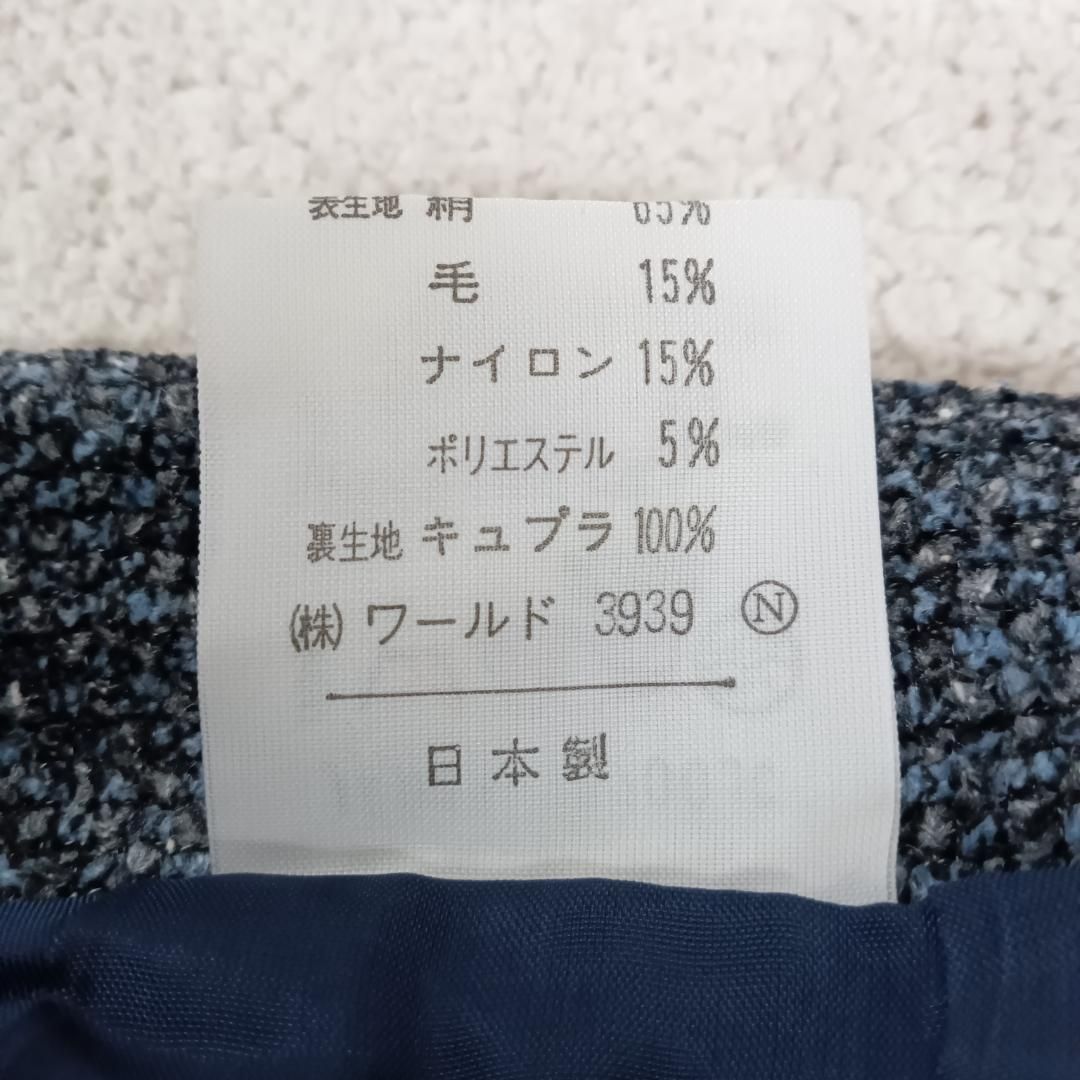 表生地 絹 65%
毛 15%
ナイロン 15%
ポリエステル 5%
裏生地 キュプラ 100%
(株) ワールド 3939 Ⓝ
日本製